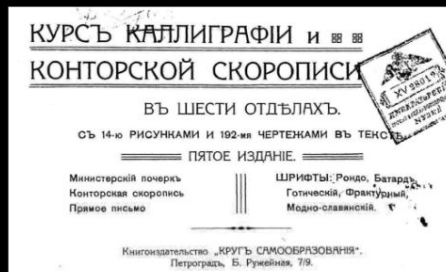 КУРСЪ КАЛЛИГРАФІИ и
КОНТОРСКОЙ СКОРОПИСИ
ВЪ ШЕСТИ ОТДѢЛАХЪ.
СЪ 14-ю РИСУНКАМИ И 192-мя ЧЕРТЕЖАМИ ВЪ ТЕКСТѢ.
ПЯТОЕ ИЗДАНІЕ.
Министерскій почеркъ
Конторская скоропись
Прямое письмо
ШРИФТЫ: Рондо, Батардъ,
Готическій, Фрактурный,
Модно-славянскій.
Книгоиздательство „КРУГЪ САМООБРАЗОВАНІЯ".
Петроградъ, Б. Ружейная, 7/9.